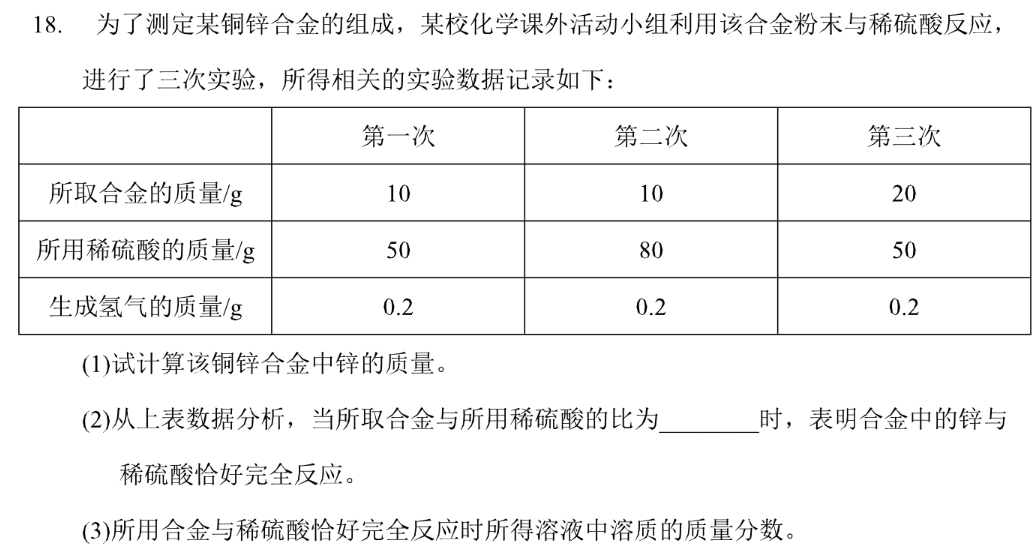 18. 为了测定某铜锌合金的组成，某校化学课外活动小组利用该合金粉末与稀硫酸反应，
进行了三次实验，所得相关的实验数据记录如下：
第一次 第二次 第三次
所取合金的质量/g 10 10 20
所用稀硫酸的质量/g 50 80 50
生成氢气的质量/g 0.2 0.2 0.2
(1)试计算该铜锌合金中锌的质量。
(2)从上表数据分析，当所取合金与所用稀硫酸的比为________时，表明合金中的锌与
稀硫酸恰好完全反应。
(3)所用合金与稀硫酸恰好完全反应时所得溶液中溶质的质量分数。